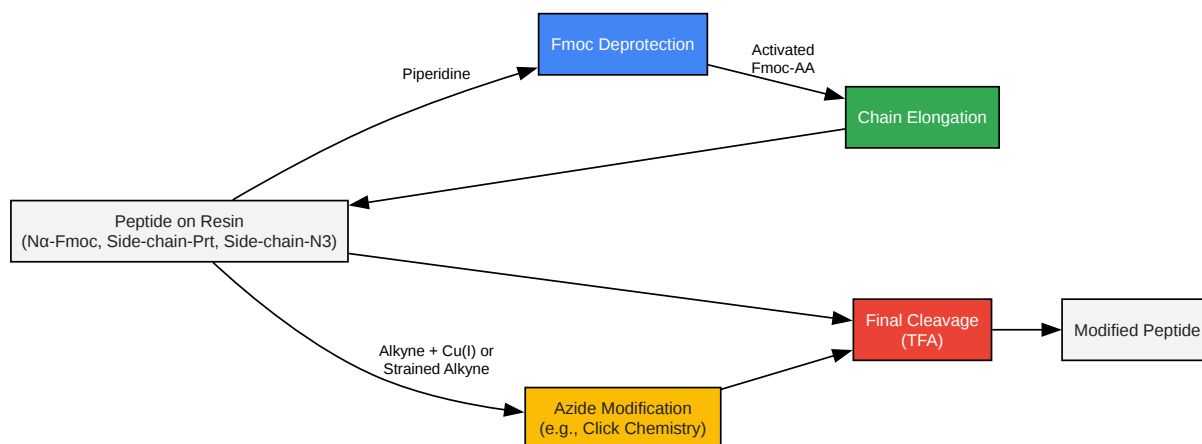 Fmoc Deprotection
Activated
Fmoc-AA
Piperidine
Chain Elongation
Peptide on Resin
(Nα-Fmoc, Side-chain-Prt, Side-chain-N3)
Final Cleavage
(TFA)
Modified Peptide
Alkyne + Cu(I) or
Strained Alkyne
Azide Modification
(e.g., Click Chemistry)